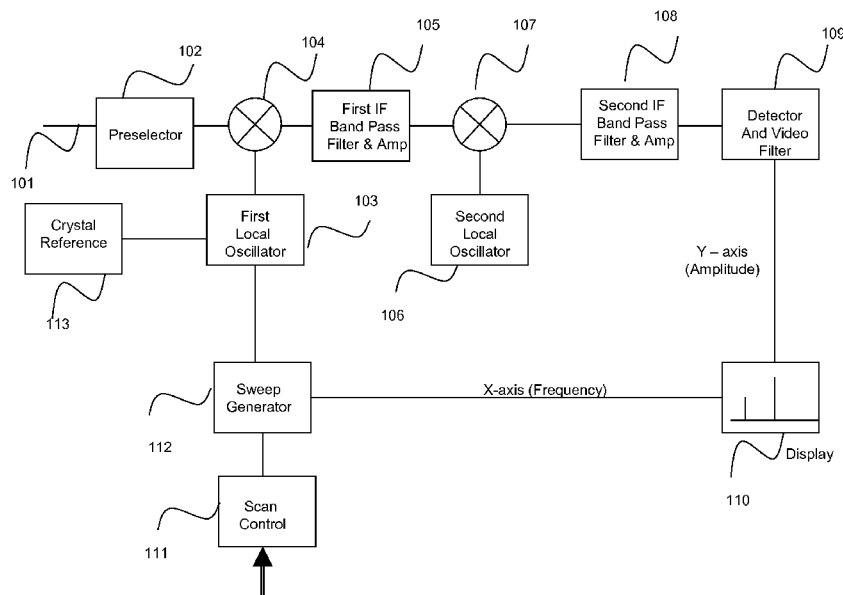 102
104
105
107
108
109
Preselector
First IF
Band Pass
Filter & Amp
Second IF
Band Pass
Filter & Amp
Detector
And Video
Filter
101
Crystal
Reference
First
Local
Oscillator
103
Second
Local
Oscillator
Y – axis
(Amplitude)
113
106
Sweep
Generator
X-axis (Frequency)
112
Display
110
Scan
Control
111